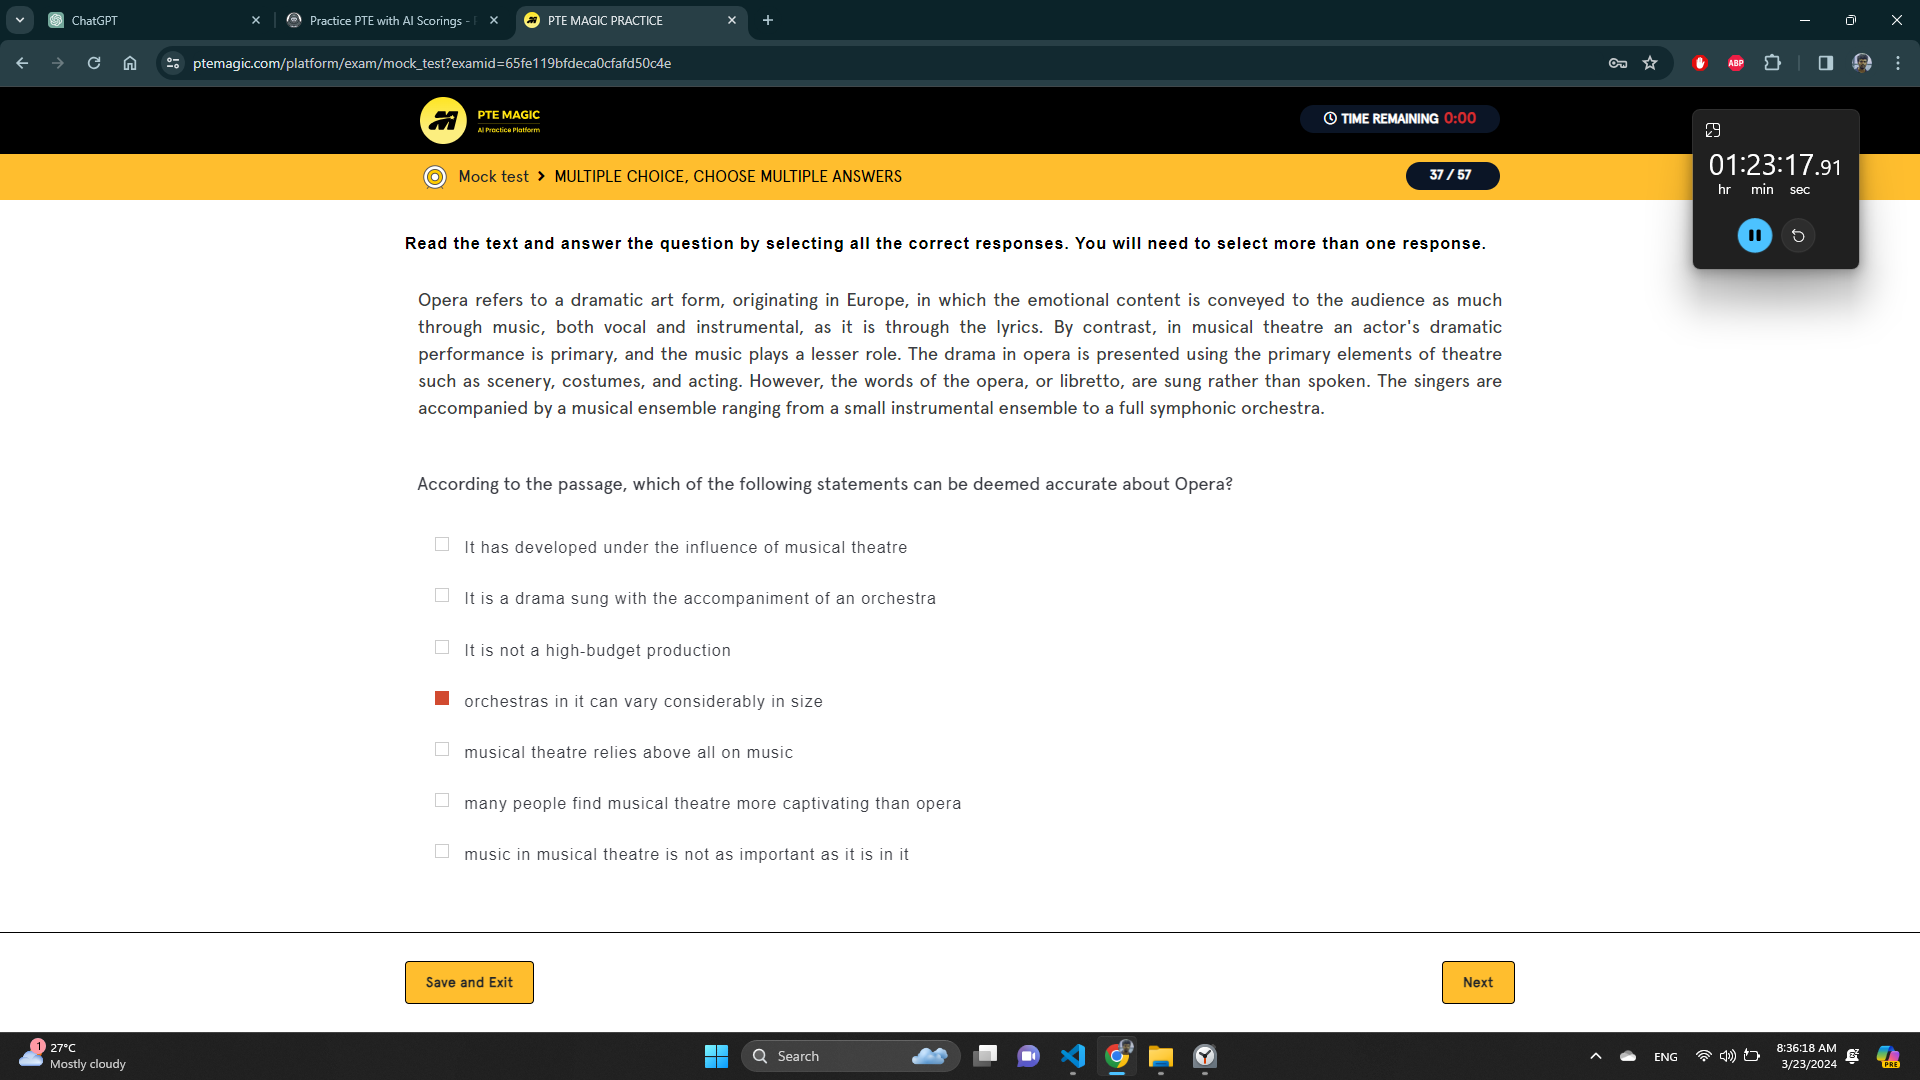 ChatGPT
Practice PTE with AI Scorings -
PTE MAGIC PRACTICE
ptemagic.com/platform/exam/mock_test?examid=65fe119bfdeca0cfafd50c4e
ABP
PTE MAGIC
AI Practice Platform
TIME REMAINING 0:00
Mock test > MULTIPLE CHOICE, CHOOSE MULTIPLE ANSWERS
37 / 57
01:23:17.91
hr min sec
Read the text and answer the question by selecting all the correct responses. You will need to select more than one response.
Opera refers to a dramatic art form, originating in Europe, in which the emotional content is conveyed to the audience as much
through music, both vocal and instrumental, as it is through the lyrics. By contrast, in musical theatre an actor's dramatic
performance is primary, and the music plays a lesser role. The drama in opera is presented using the primary elements of theatre
such as scenery, costumes, and acting. However, the words of the opera, or libretto, are sung rather than spoken. The singers are
accompanied by a musical ensemble ranging from a small instrumental ensemble to a full symphonic orchestra.
According to the passage, which of the following statements can be deemed accurate about Opera?
It has developed under the influence of musical theatre
It is a drama sung with the accompaniment of an orchestra
It is not a high-budget production
orchestras in it can vary considerably in size
musical theatre relies above all on music
many people find musical theatre more captivating than opera
music in musical theatre is not as important as it is in it
Save and Exit
Next
1
27°C
Mostly cloudy
Search
ENG
8:36:18 AM
3/23/2024
PRE